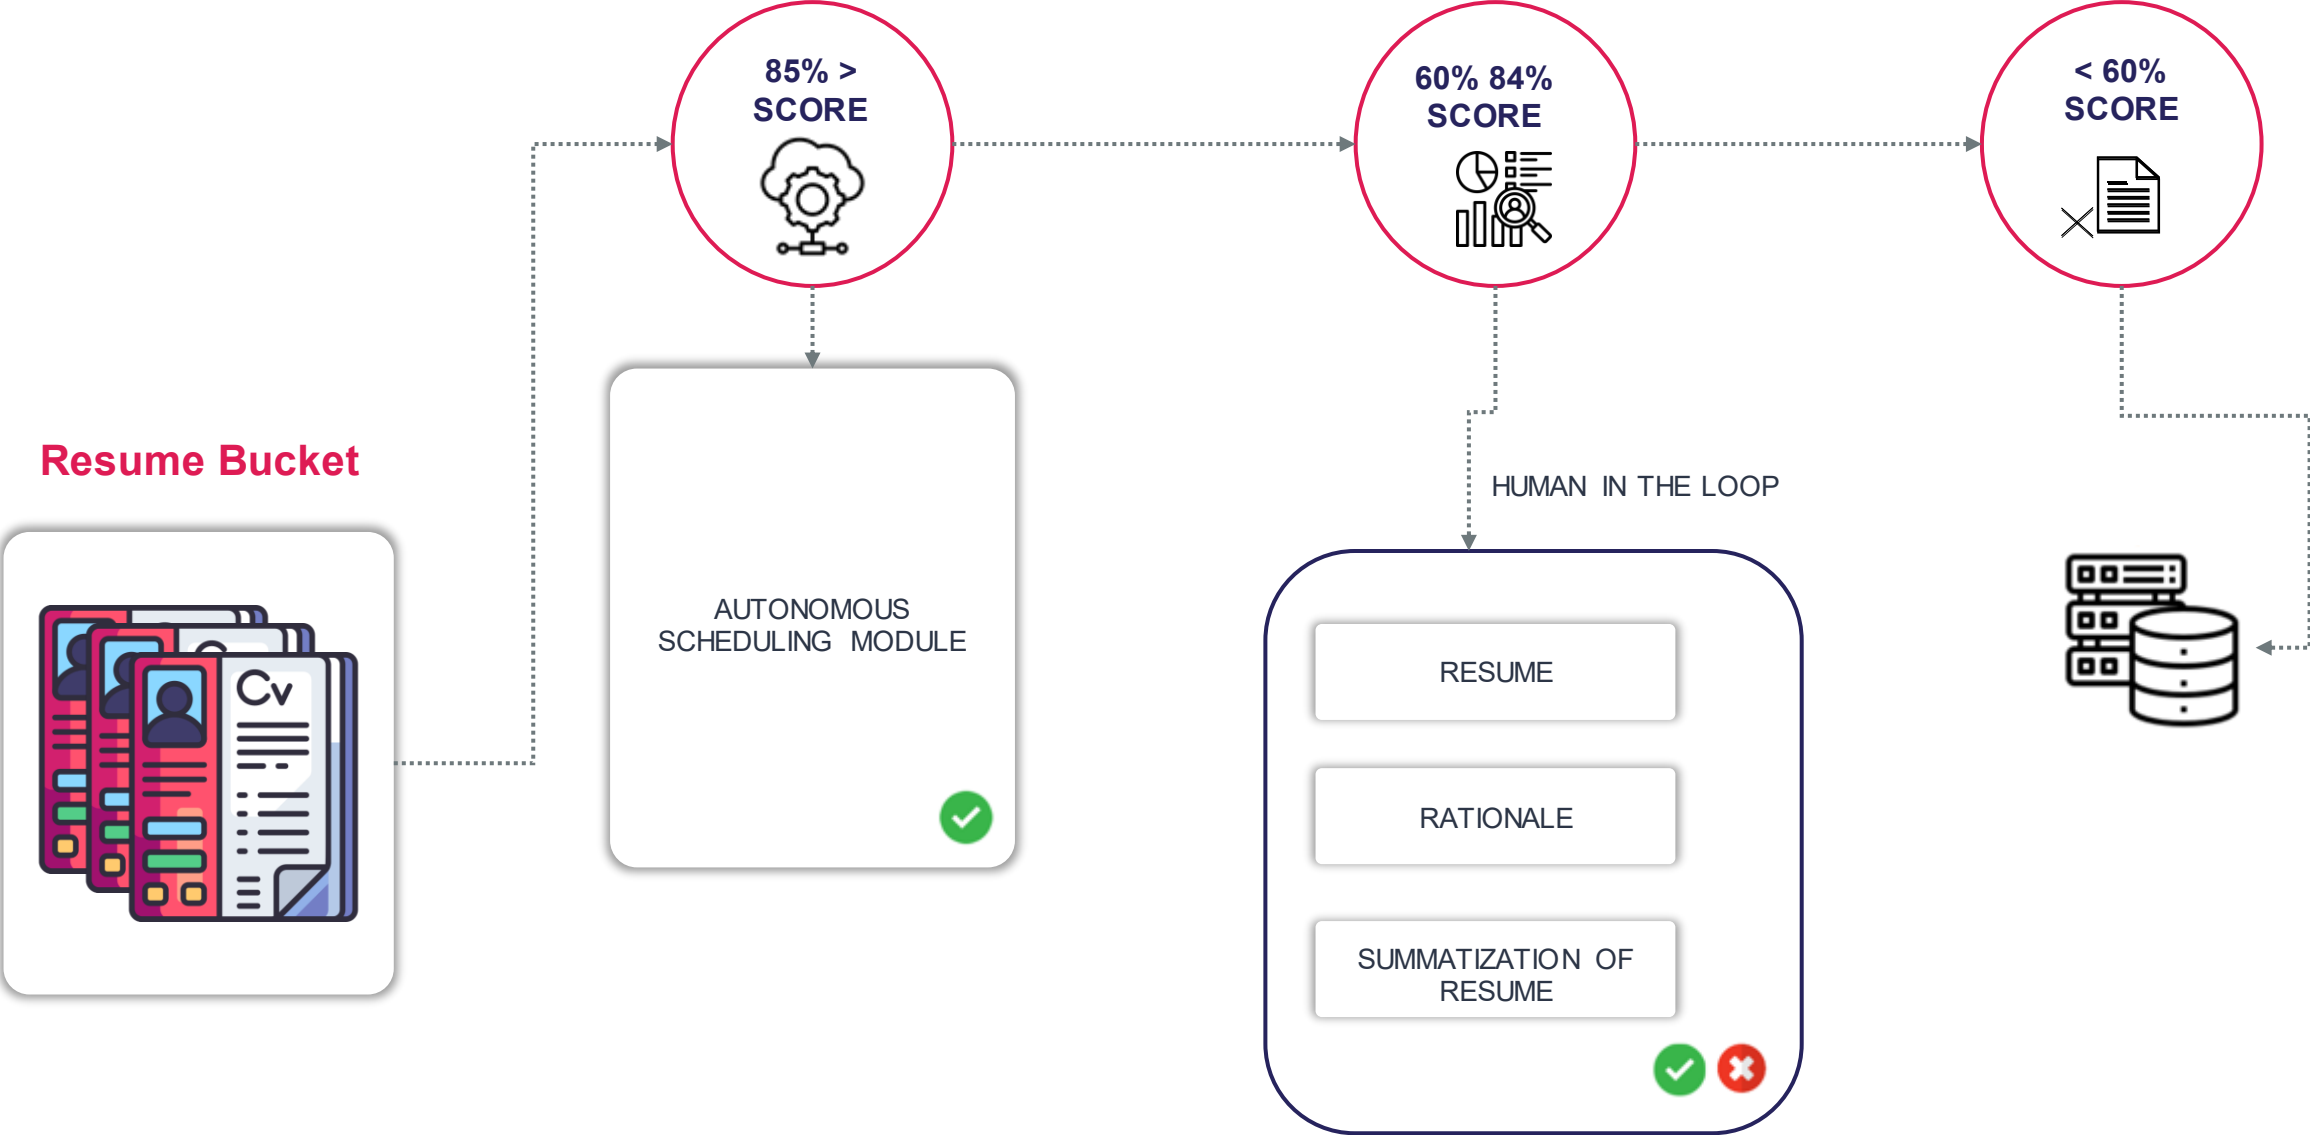 85% >
SCORE
60% 84%
SCORE
< 60%
SCORE
Resume Bucket
Cv
AUTONOMOUS
SCHEDULING MODULE
HUMAN IN THE LOOP
RESUME
RATIONALE
SUMMATIZATION OF
RESUME